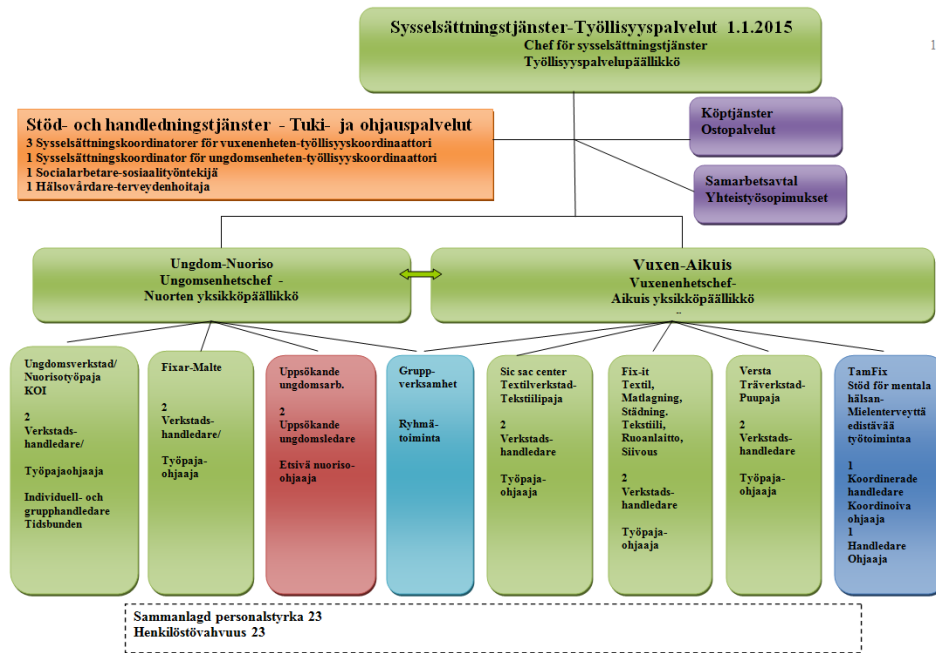 Sysselsättningstjänster-Työllisyyspalvelut 1.1.2015
Chef för sysselsättningstjänster
Työllisyyspalvelupäällikkö
1
Stöd- och handledningstjänster - Tuki- ja ohjauspalvelut
3 Sysselsättningskoordinatorer för vuxenenheten-työllisyyskoordinaattori
1 Sysselsättningskoordinator för ungdomsenheten-työllisyyskoordinaattori
1 Socialarbetare-sosiaalityöntekijä
1 Hälsovårdare-terveydenhoitaja
Köptjänster
Ostopalvelut
Samarbetsavtal
Yhteistyösopimukset
Ungdom-Nuoriso
Ungomsenhetschef -
Nuorten yksikköpäällikkö
Vuxen-Aikuis
Vuxenenhetschef-
Aikuis yksikköpäällikkö
..
Ungdomsverkstad/
Nuorisotyöpaja
KOI
2
Verkstads-
handledare/
Työpajaohjaaja
Individuell- och
grupphandledare
Tidsbunden
Fixar-Malte
2
Verkstads-
handledare/
Työpaja-
ohjaaja
Uppsökande
ungdomsarb.
2
Uppsökande
ungdomsledare
Etsivä nuoriso-
ohjaaja
Grupp-
verksamhet
Ryhmä-
toiminta
Sic sac center
Textilverkstad-
Tekstiilipaja
2
Verkstads-
handledare
Työpaja-
ohjaaja
Fix-it
Textil,
Matlagning,
Städning.
Tekstiili,
Ruoanlaitto,
Siivous
2
Verkstads-
handledare
Työpaja-
ohjaaja
Versta
Träverkstad-
Puupaja
2
Verkstads-
handledare
Työpaja-
ohjaaja
TamFix
Stöd för mentala
hälsan-
Mielenterveyttä
edistävää
työtoimintaa
1
Koordinerade
handledare
Koordinoiva
ohjaaja
1
Handledare
Ohjaaja
Sammanlagd personalstyrka 23
Henkilöstövahvuus 23